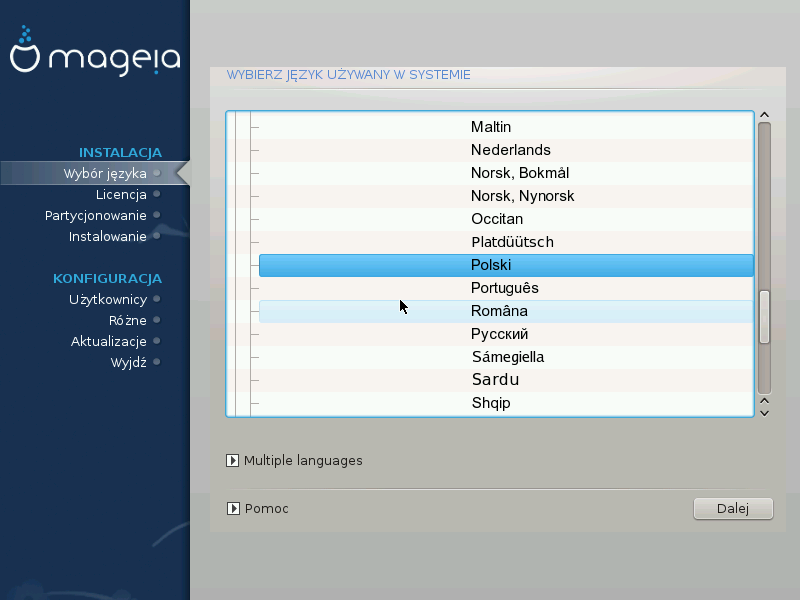 mageia
INSTALACJA
Wybór języka
Licencja
Partycjonowanie
Instalowanie
KONFIGURACJA
Użytkownicy
Różne
Aktualizacje
Wyjdź
WYBIERZ JĘZYK UŻYWANY W SYSTEMIE
Maltin
Nederlands
Norsk, Bokmål
Norsk, Nynorsk
Occitan
Platdüütsch
Polski
Português
Româna
Русский
Sámegiella
Sardu
Shqip
Multiple languages
Pomoc
Dalej